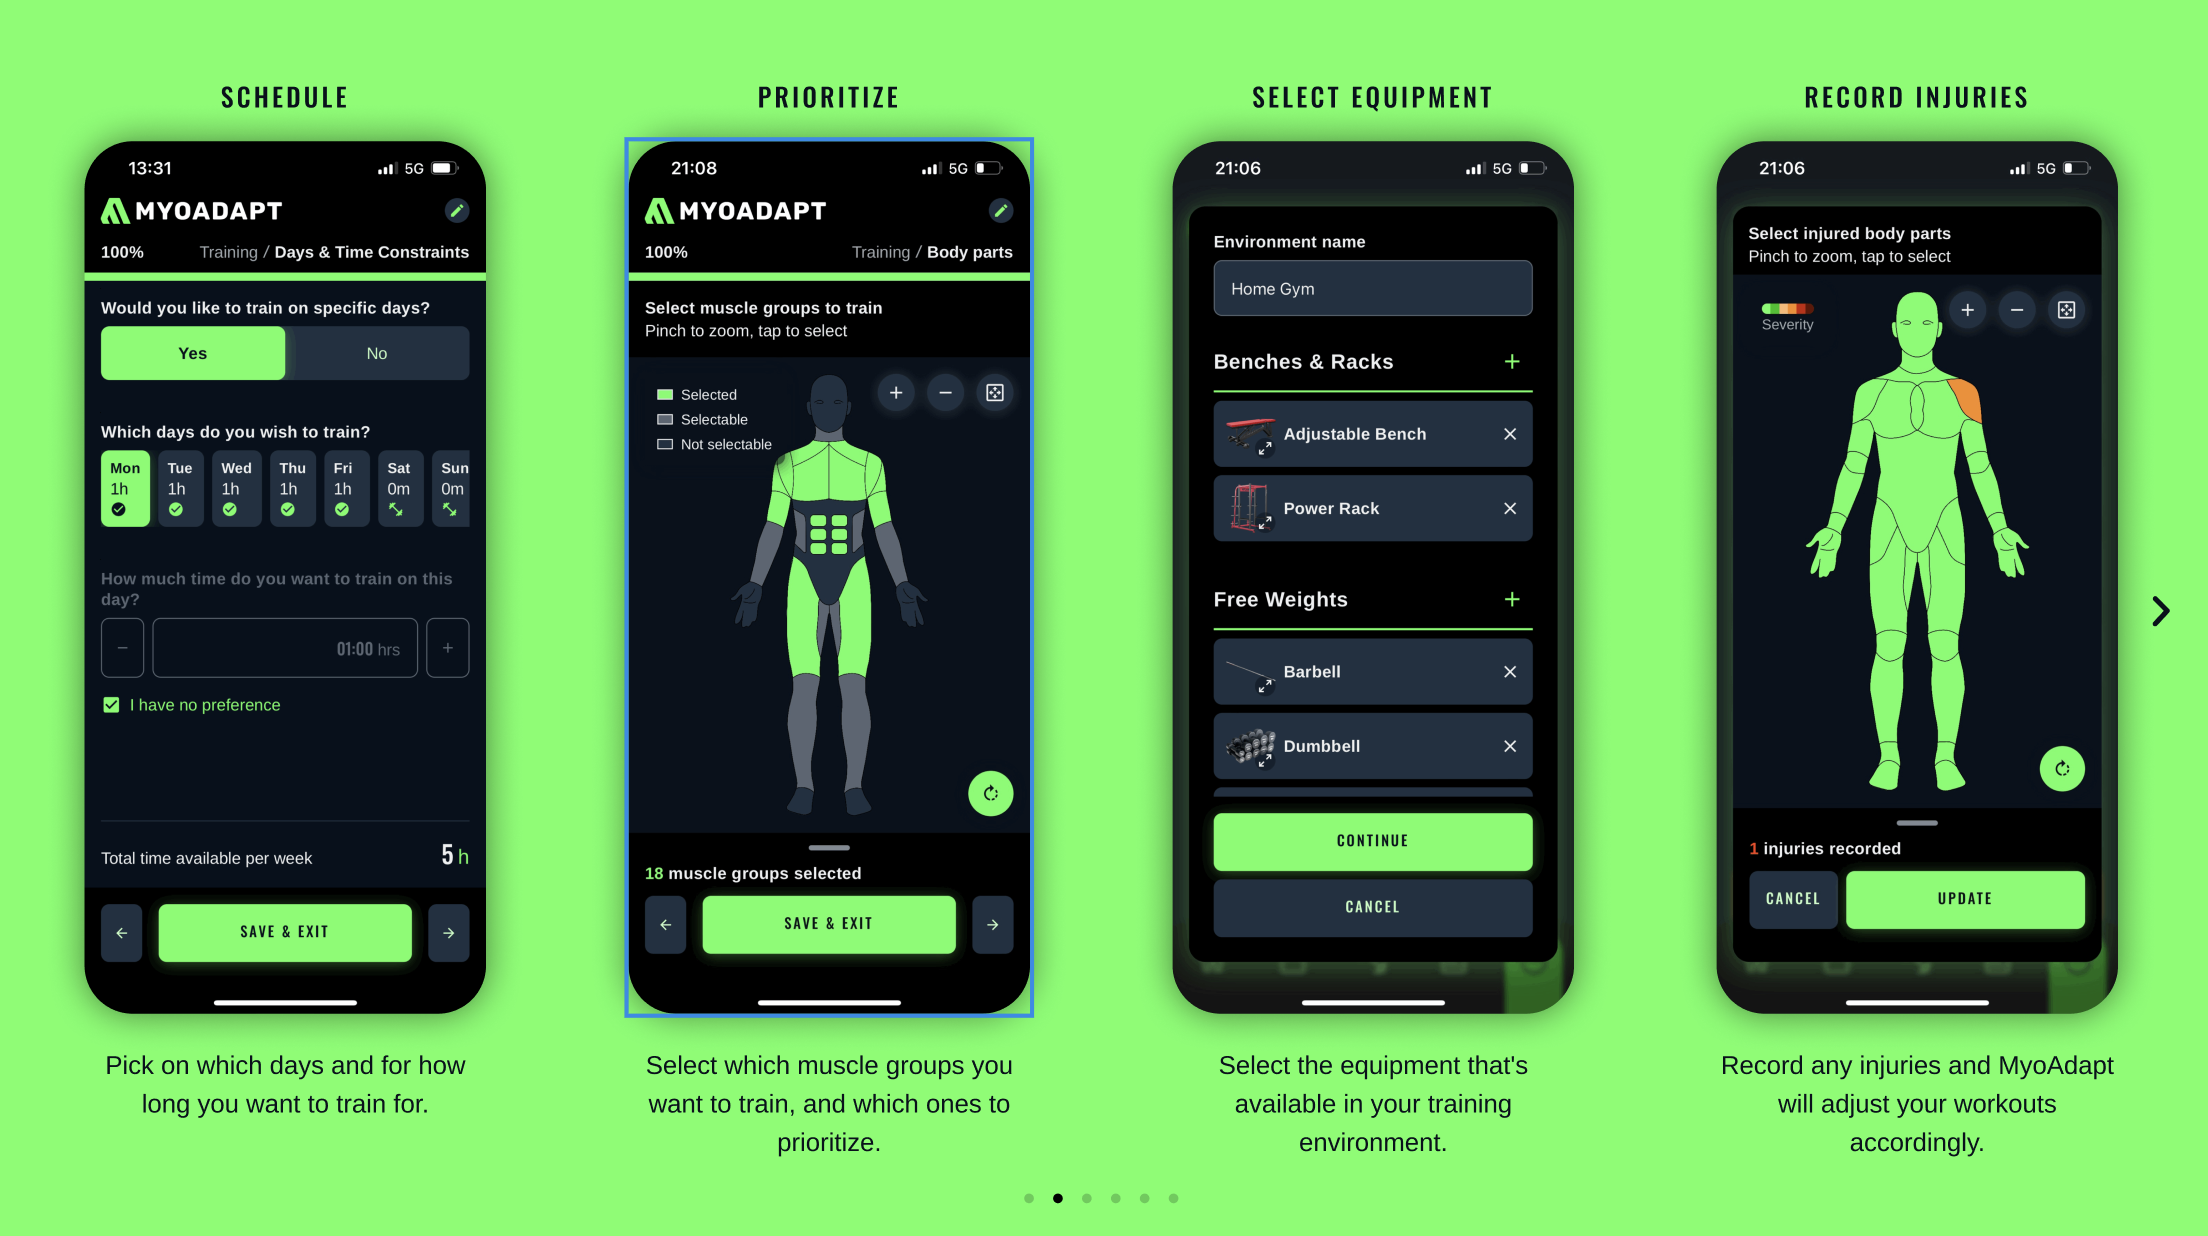 SCHEDULE
13:31
5G
MYOADAPT
100%
Training / Days & Time Constraints
Would you like to train on specific days?
Yes
No
Which days do you wish to train?
Mon
1h
Tue
1h
Wed
1h
Thu
1h
Fri
1h
Sat
0m
Sun
0m
How much time do you want to train on this
day?
−
01:00 hrs
+
I have no preference
Total time available per week
5 h
SAVE & EXIT
Pick on which days and for how
long you want to train for.
PRIORITIZE
21:08
5G
MYOADAPT
100%
Training / Body parts
Select muscle groups to train
Pinch to zoom, tap to select
Selected
Selectable
Not selectable
18 muscle groups selected
SAVE & EXIT
Select which muscle groups you
want to train, and which ones to
prioritize.
SELECT EQUIPMENT
21:06
5G
Environment name
Home Gym
Benches & Racks
Adjustable Bench
Power Rack
Free Weights
Barbell
Dumbbell
CONTINUE
CANCEL
Select the equipment that's
available in your training
environment.
RECORD INJURIES
21:06
5G
Select injured body parts
Pinch to zoom, tap to select
Severity
1 injuries recorded
CANCEL
UPDATE
Record any injuries and MyoAdapt
will adjust your workouts
accordingly.